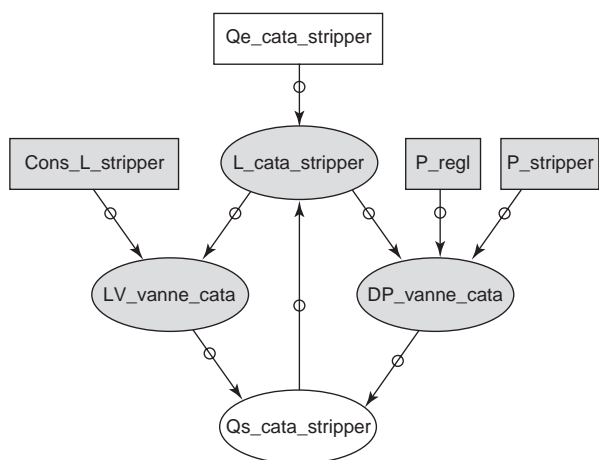 Qe_cata_stripper
Cons_L_stripper
L_cata_stripper
P_regl
P_stripper
LV_vanne_cata
DP_vanne_cata
Qs_cata_stripper